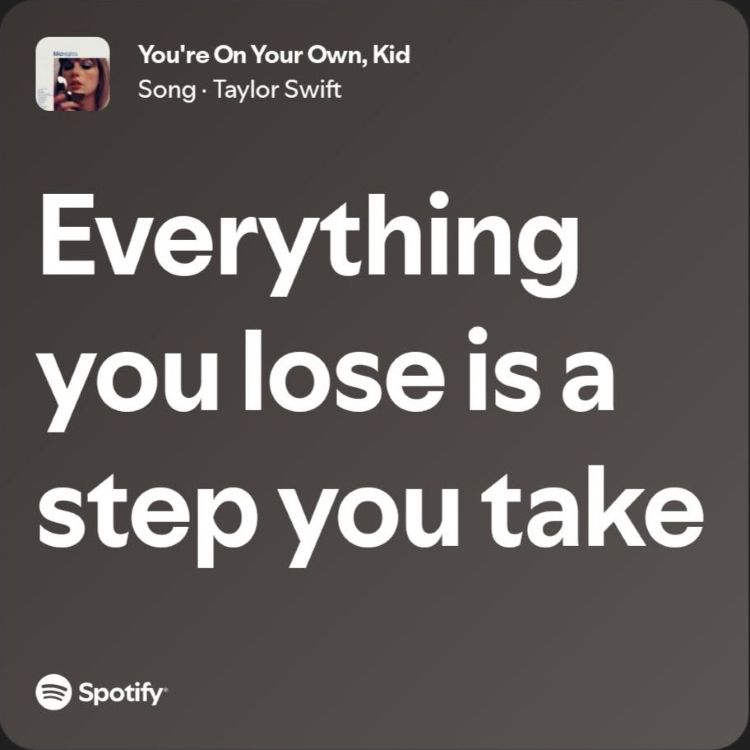 You're On Your Own, Kid
Song · Taylor Swift
Everything
you lose is a
step you take
Spotify®